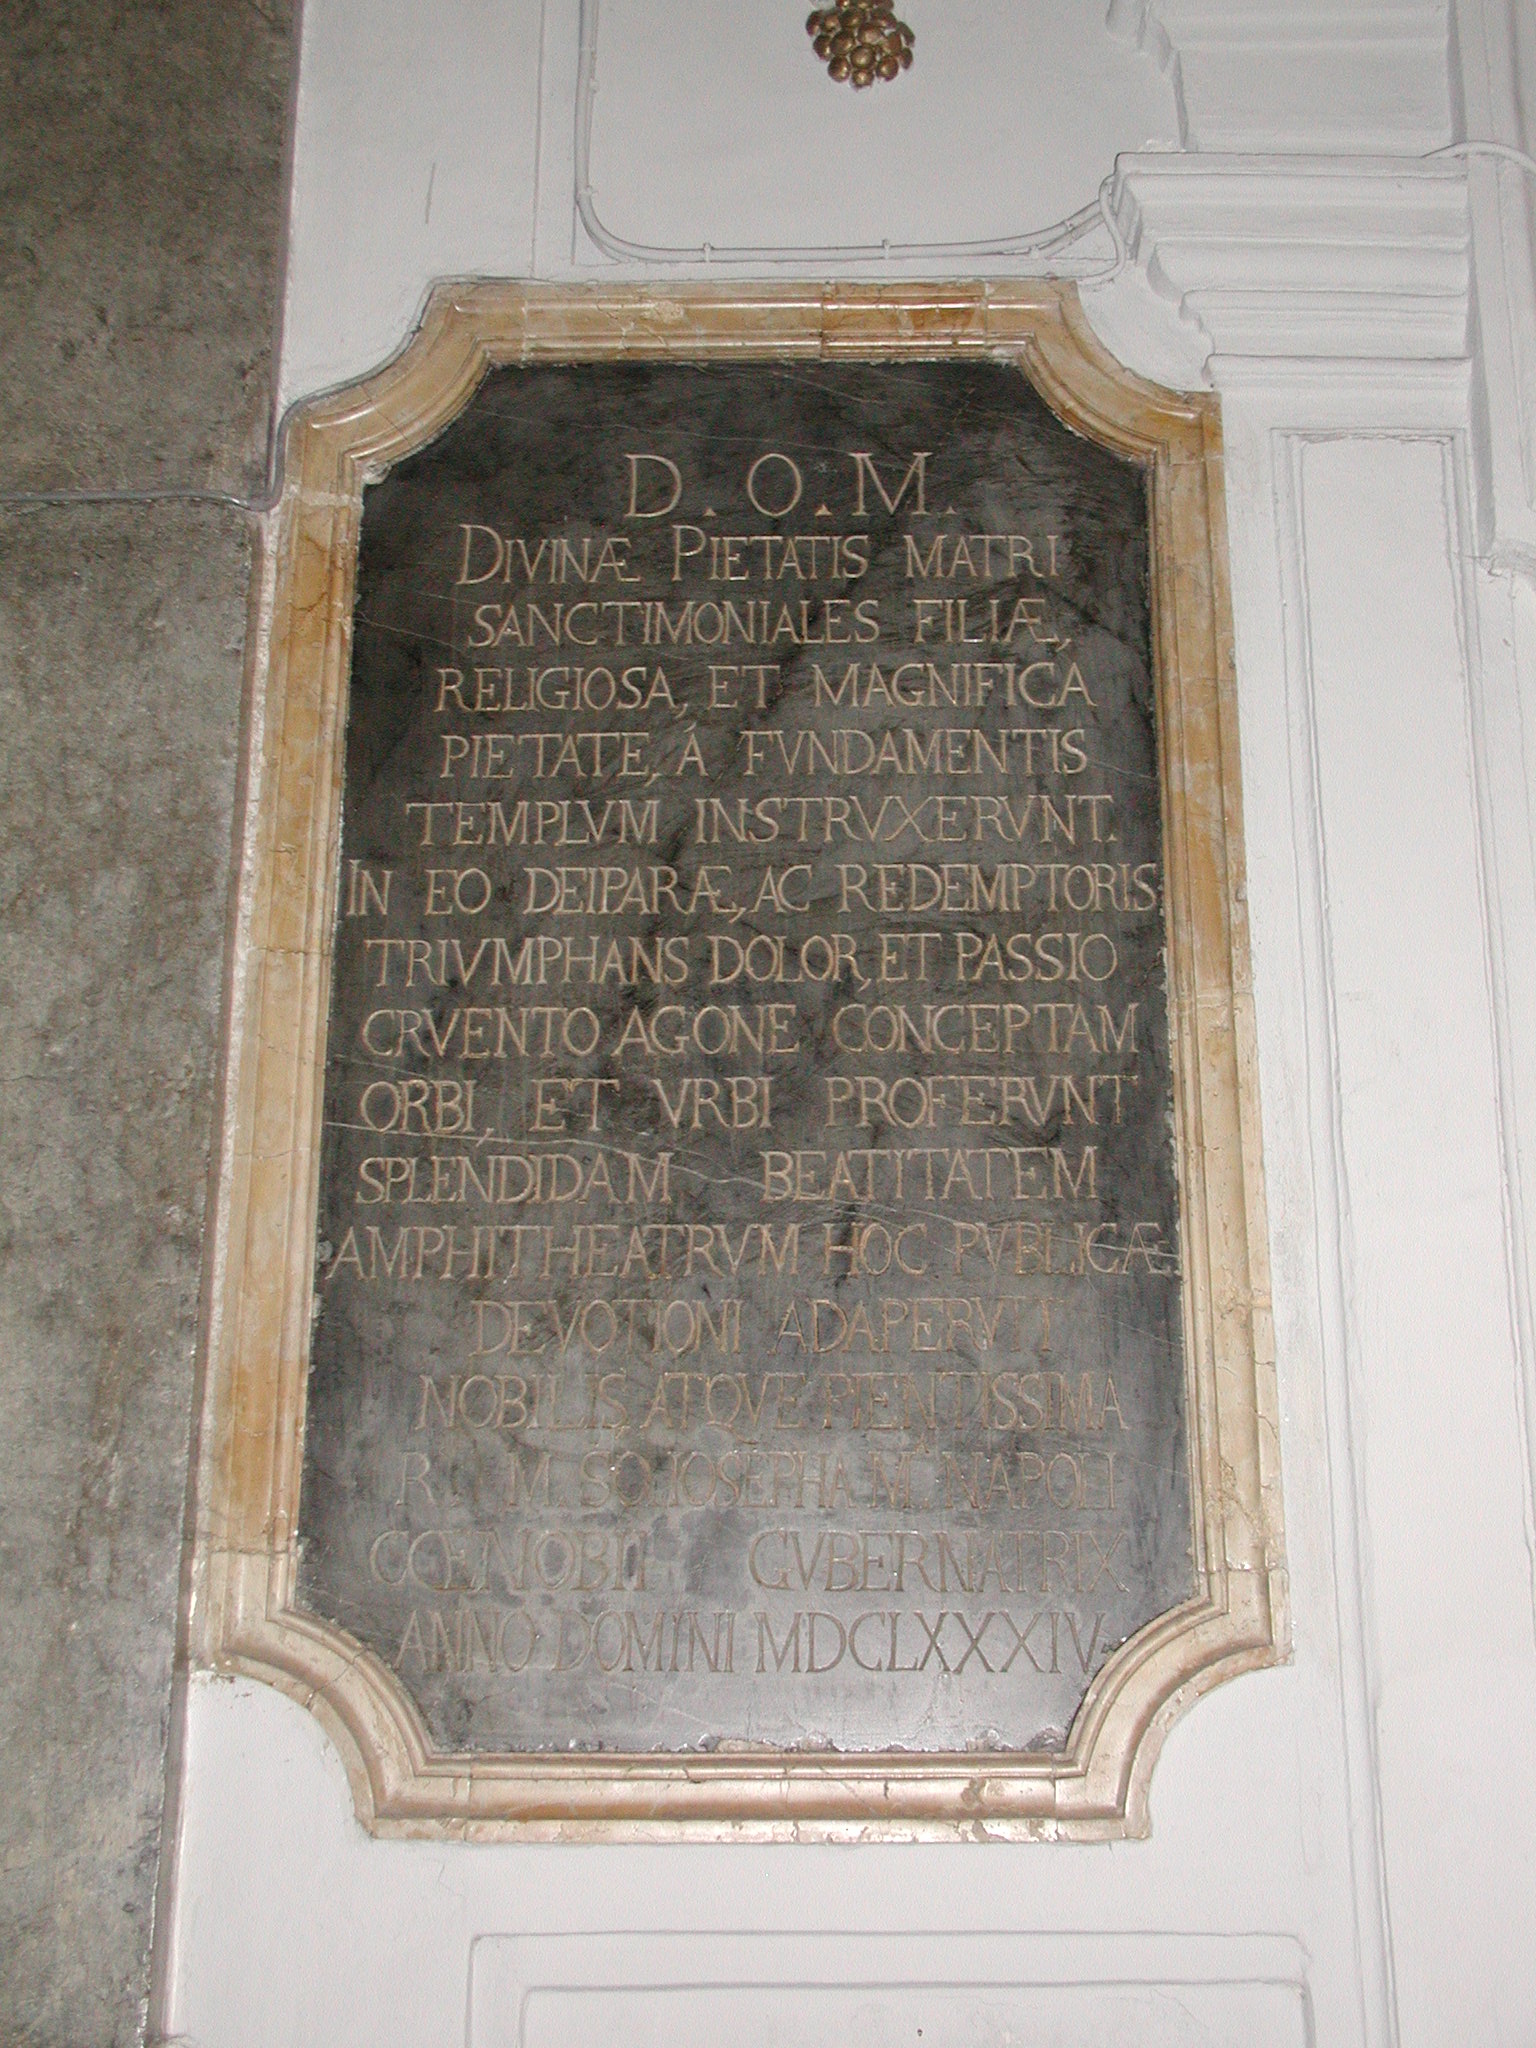 D. O. M.
DIVINÆ PIETATIS MATRI
SANCTIMONIALES FILIÆ,
RELIGIOSA, ET MAGNIFICA
PIETATE, Á FVNDAMENTIS
TEMPLVM INSTRVXERVNT.
IN EO DEIPARÆ, AC REDEMPTORIS
TRIVMPHANS DOLOR, ET PASSIO
CRVENTO AGONE CONCEPTAM
ORBI, ET VRBI PROFERVNT
SPLENDIDAM BEATITATEM
AMPHITHEATRVM HOC PVBLICÆ
DEVOTIONI ADAPERVIT
NOBILIS, ATQVE PIENTISSIMA
M. SO. IOSEPHA M. NAPOLI
CŒNOBII GVBERNATRIX
ANNO DOMINI MDCLXXXIV